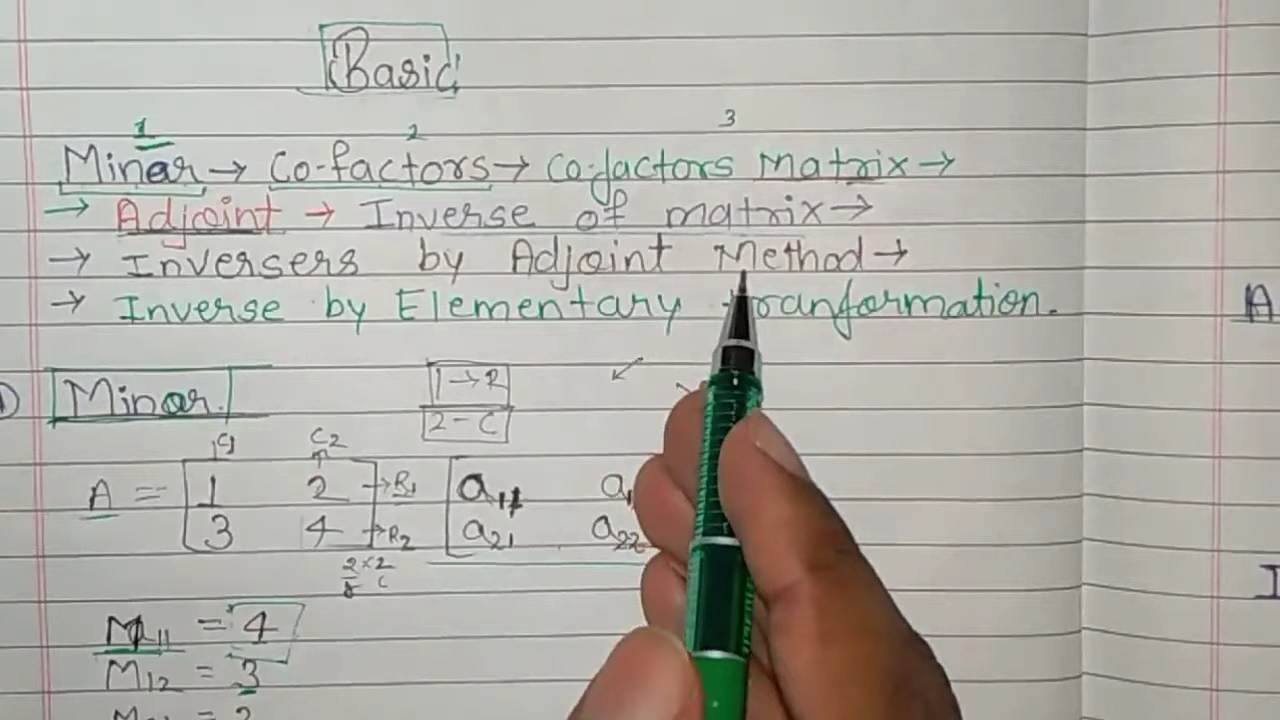 Basic
1 2 3
Minor → Co-factors → Co-factors Matrix →
→ Adjoint → Inverse of matrix →
→ Inversers by Adjoint Method →
→ Inverse by Elementary tranformation.
A
1) Minor.
1 → R
2 - C
C1 C2
A = [1 2] → R1 [a11 a1
3 4 → R2 a21 a22
2×2
C
I
M11 = 4
M12 = 3